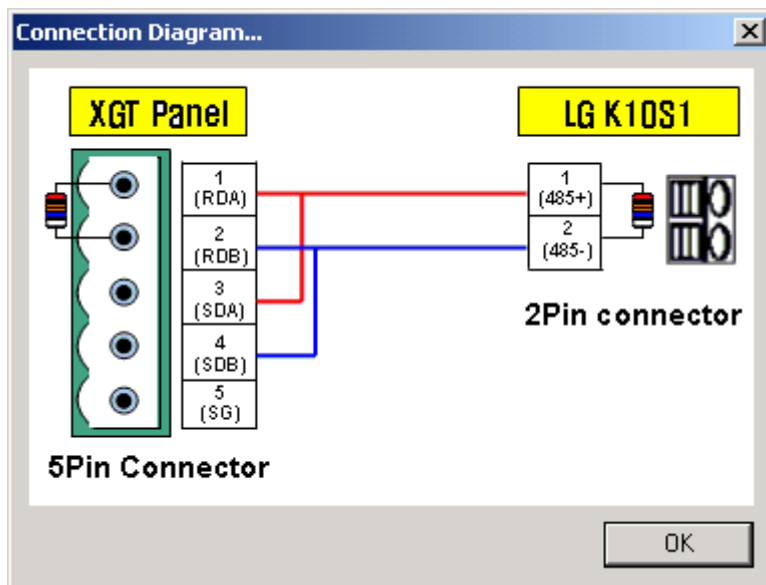 Connection Diagram...
XGT Panel
LG K10S1
1
(RDA)
2
(RDB)
3
(SDA)
4
(SDB)
5
(SG)
1
(485+)
2
(485-)
2Pin connector
5Pin Connector
OK